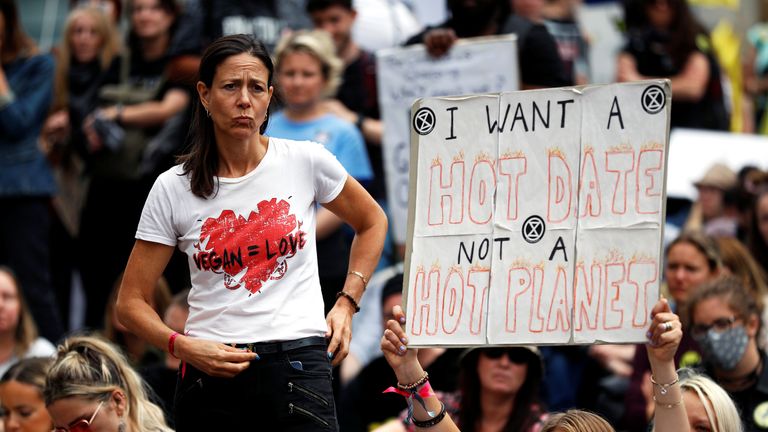 VEGAN = LOVE
I WANT A
HOT DATE
NOT A
HOT PLANET